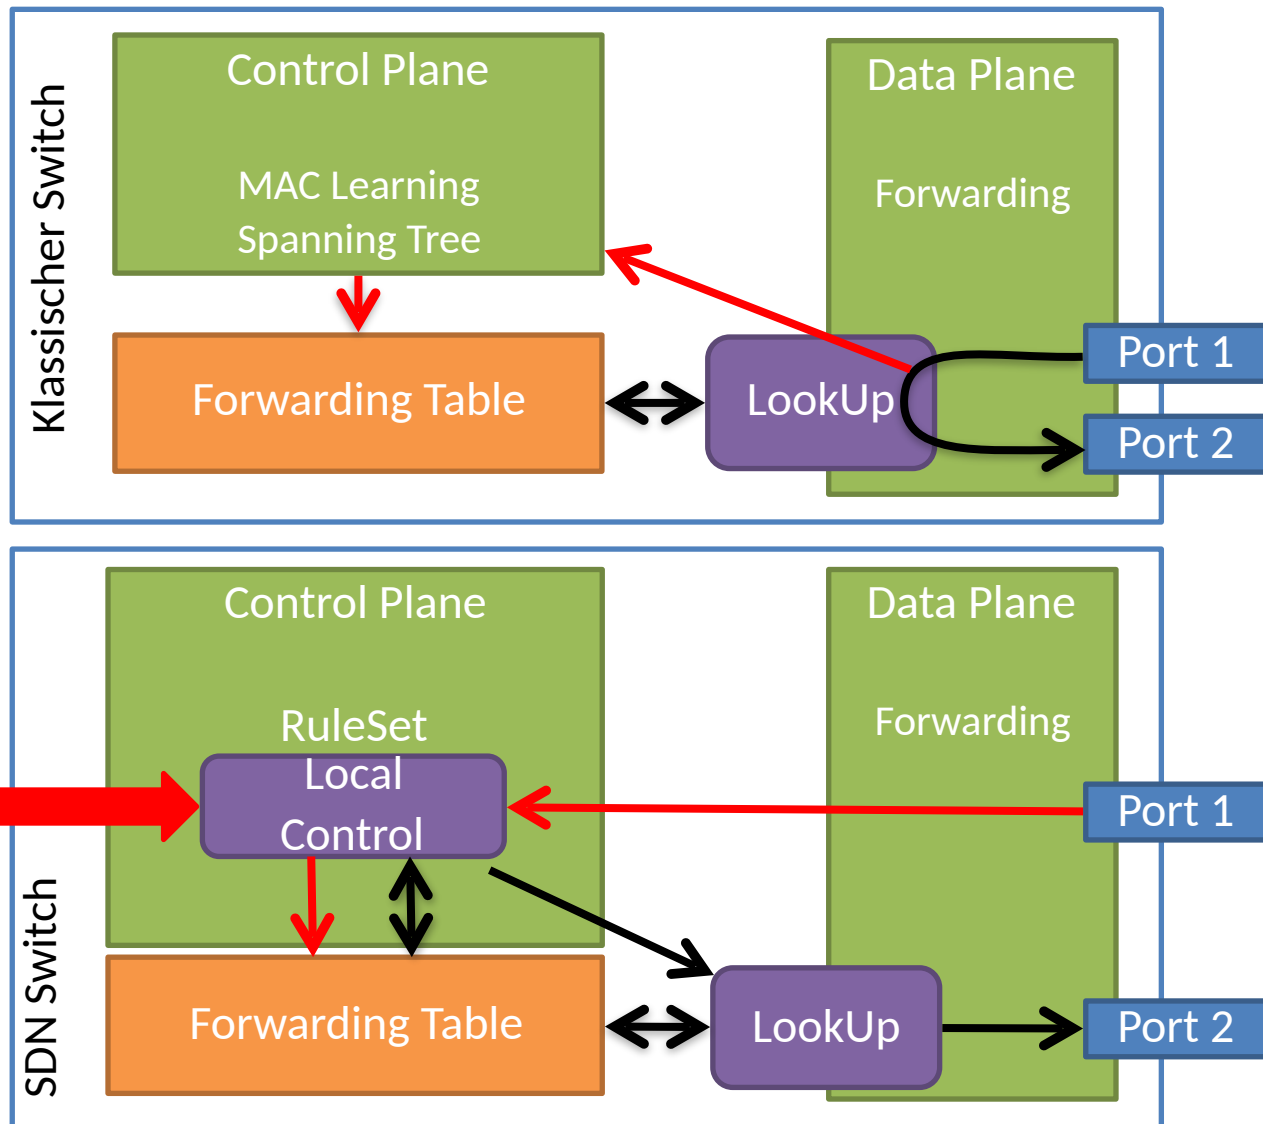 Klassischer Switch
Control Plane
MAC Learning
Spanning Tree
Forwarding Table
LookUp
Data Plane
Forwarding
Port 1
Port 2
SDN Switch
Control Plane
RuleSet
Local
Control
Forwarding Table
LookUp
Data Plane
Forwarding
Port 1
Port 2